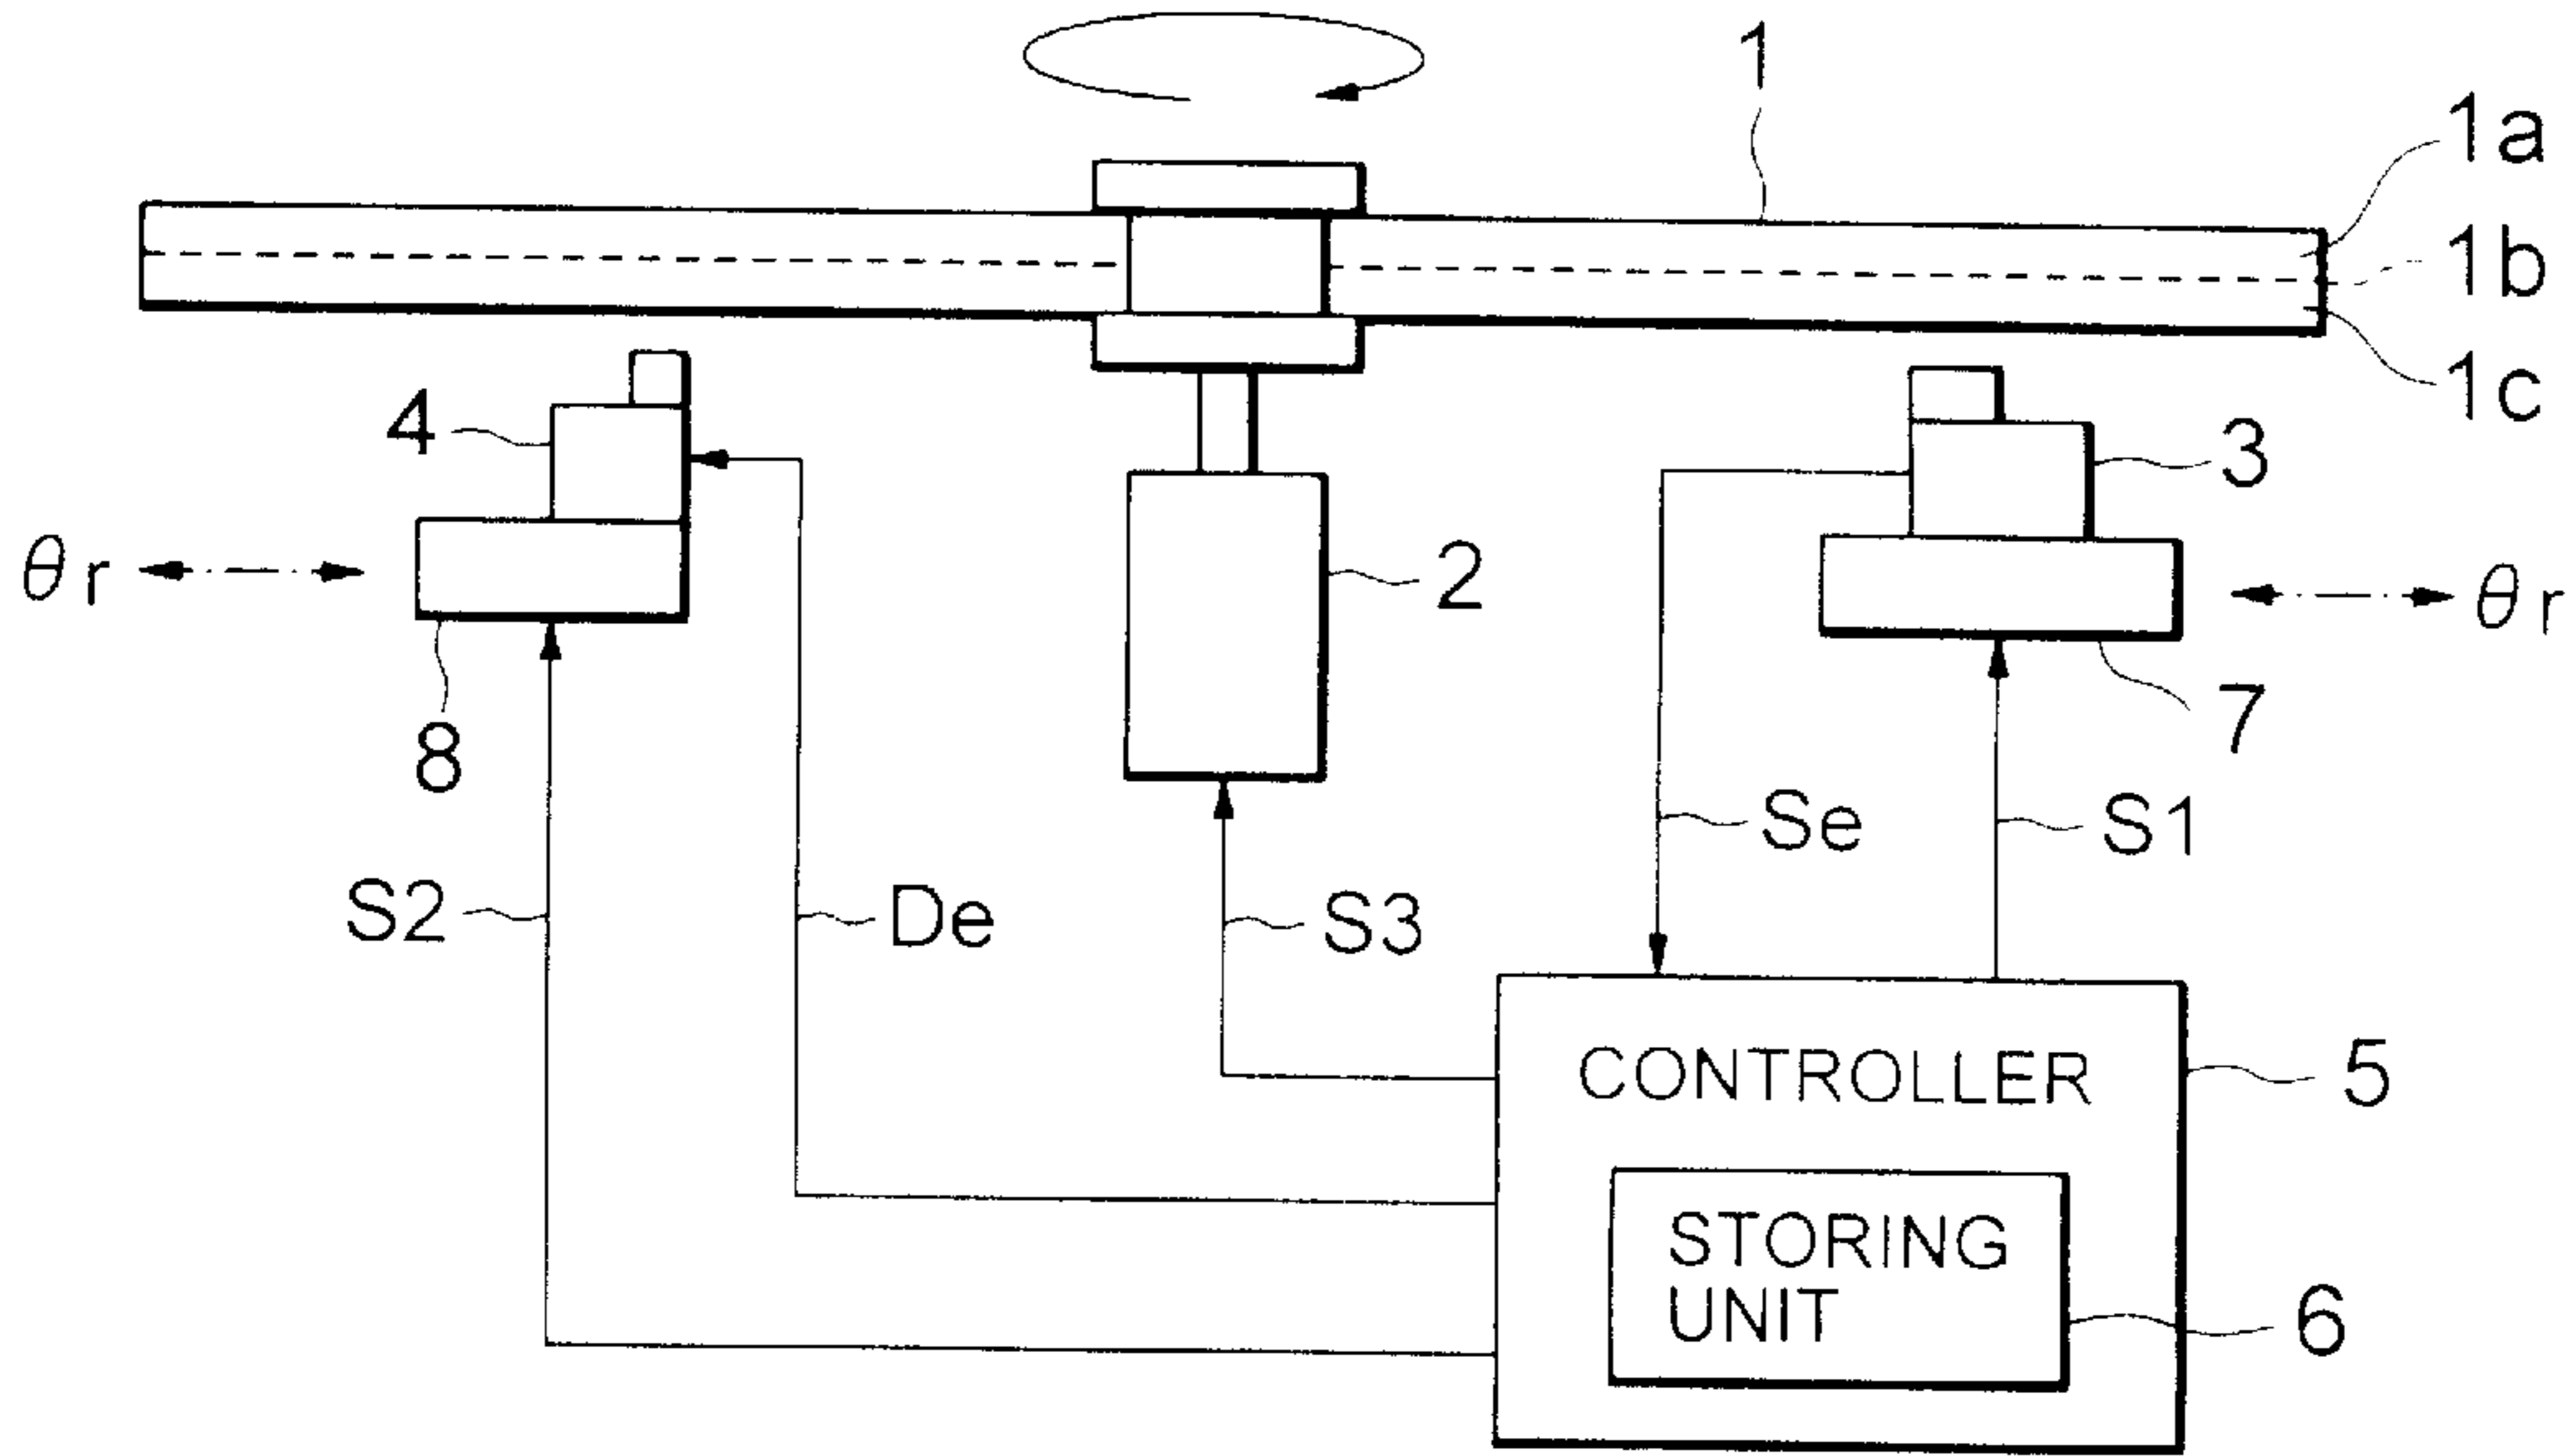 1
1a
1b
1c
4
3
θr
2
θr
8
7
Se
S1
S2
De
S3
CONTROLLER
5
STORING
UNIT
6